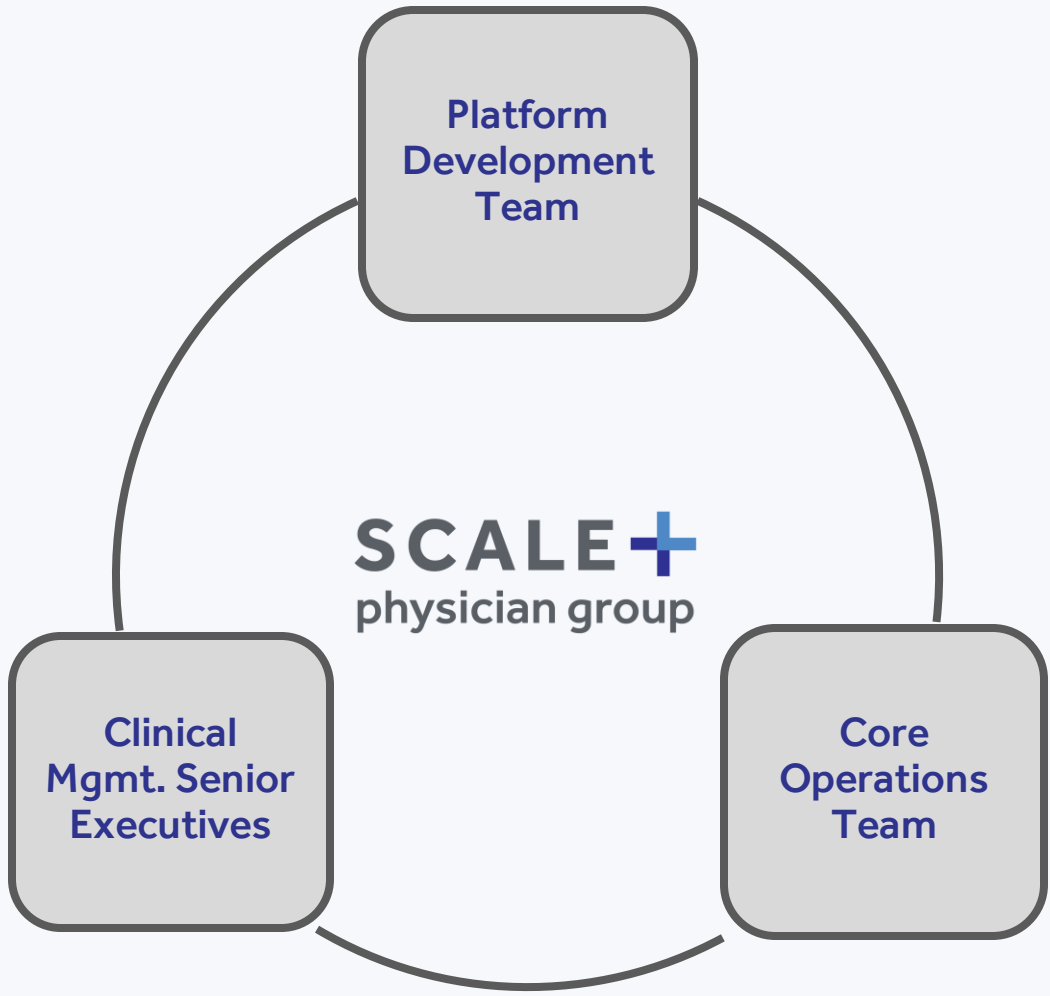 Platform
Development
Team
SCALE
physician group
Clinical
Mgmt. Senior
Executives
Core
Operations
Team